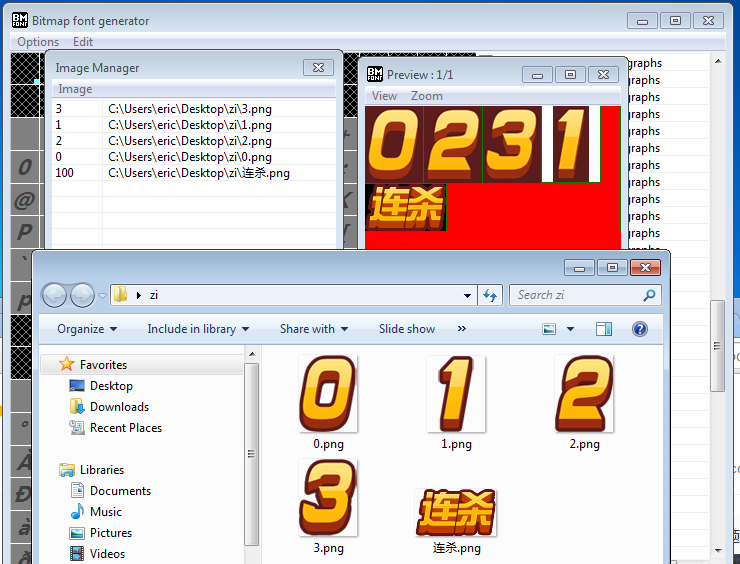 BM FONT Bitmap font generator
Options Edit
Image Manager
Image
3 C:\Users\eric\Desktop\zi\3.png
1 C:\Users\eric\Desktop\zi\1.png
2 C:\Users\eric\Desktop\zi\2.png
0 C:\Users\eric\Desktop\zi\0.png
100 C:\Users\eric\Desktop\zi\连杀.png
BM FONT Preview : 1/1
View Zoom
0231
连杀
graphs
graphs
graphs
graphs
graphs
graphs
graphs
graphs
graphs
graphs
graphs
0
@
P
`
p
°
À
Ð
à
zi
Search zi
Organize Include in library Share with Slide show »
Favorites
Desktop
Downloads
Recent Places
Libraries
Documents
Music
Pictures
Videos
0
0.png
1
1.png
2
2.png
3
3.png
连杀
连杀.png